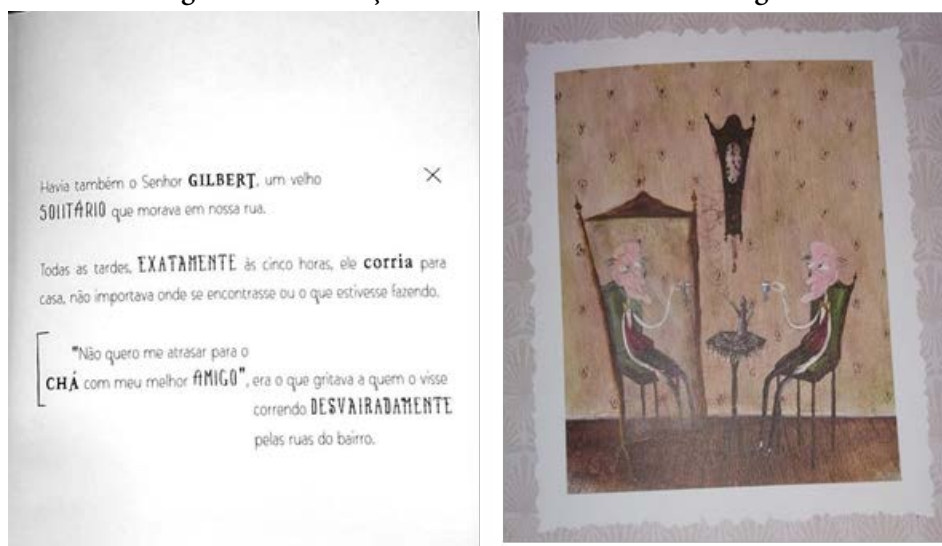 Havia também o Senhor GILBERT, um velho
SOLITÁRIO que morava em nossa rua.
Todas as tardes, EXATAMENTE às cinco horas, ele corria para
casa, não importava onde se encontrasse ou o que estivesse fazendo.
"Não quero me atrasar para o
CHÁ com meu melhor AMIGO", era o que gritava a quem o visse
correndo DESVAIRADAMENTE
pelas ruas do bairro.